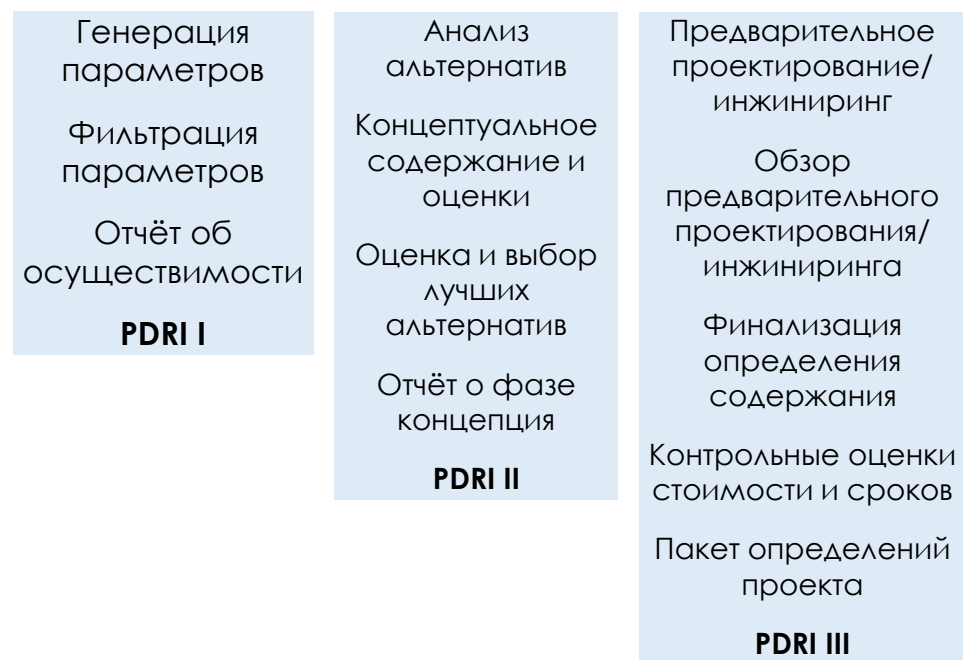 Генерация
параметров
Фильтрация
параметров
Отчёт об
осуществимости
PDRI I
Анализ
альтернатив
Концептуальное
содержание и
оценки
Оценка и выбор
лучших
альтернатив
Отчёт о фазе
концепция
PDRI II
Предварительное
проектирование/
инжиниринг
Обзор
предварительного
проектирования/
инжиниринга
Финализация
определения
содержания
Контрольные оценки
стоимости и сроков
Пакет определений
проекта
PDRI III